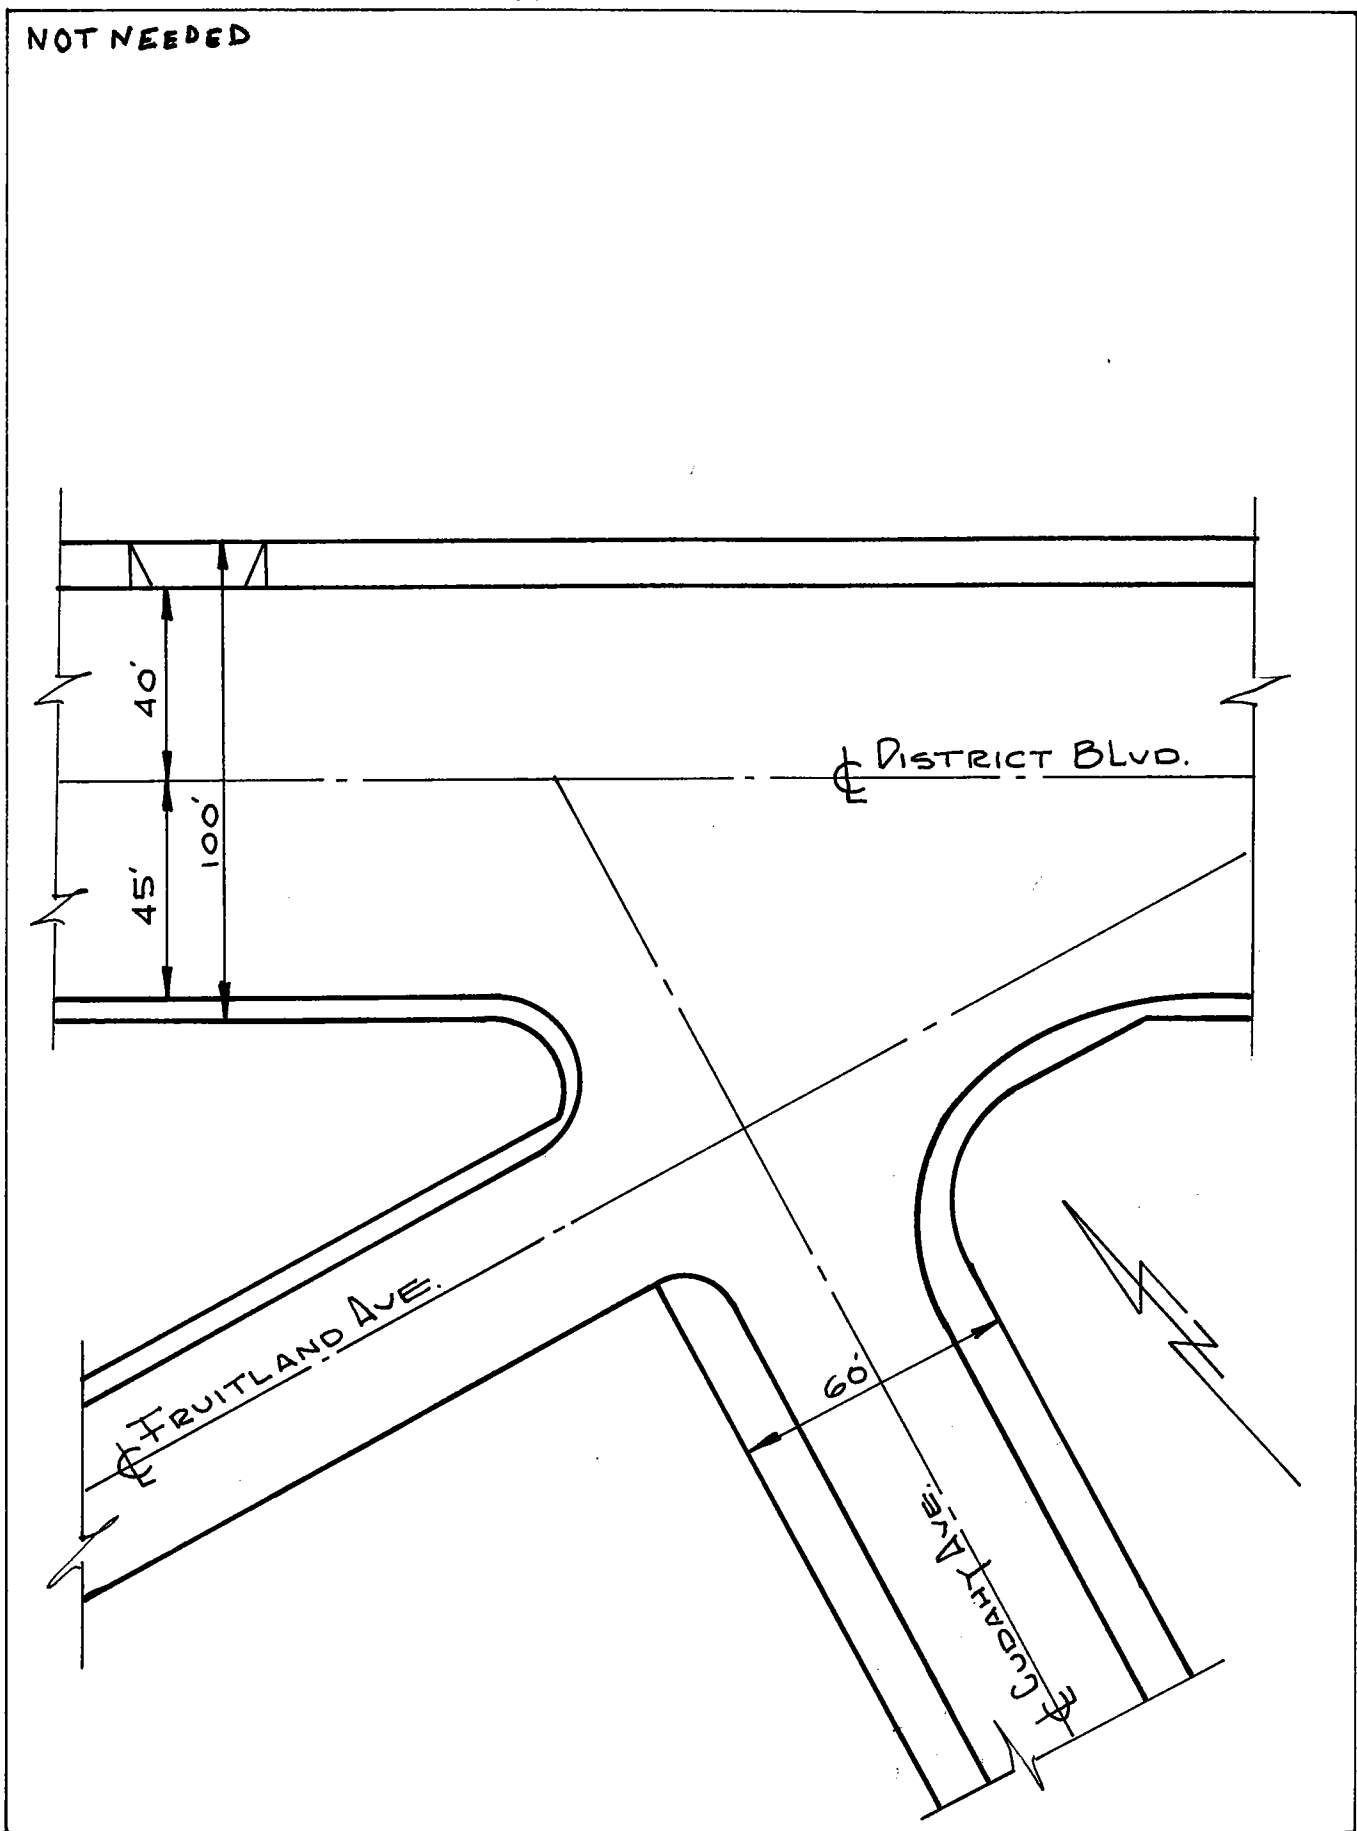 NOT NEEDED
40'
℄ DISTRICT BLVD.
100'
45'
℄ FRUITLAND AVE.
60'
℄ CUDAHY AVE.